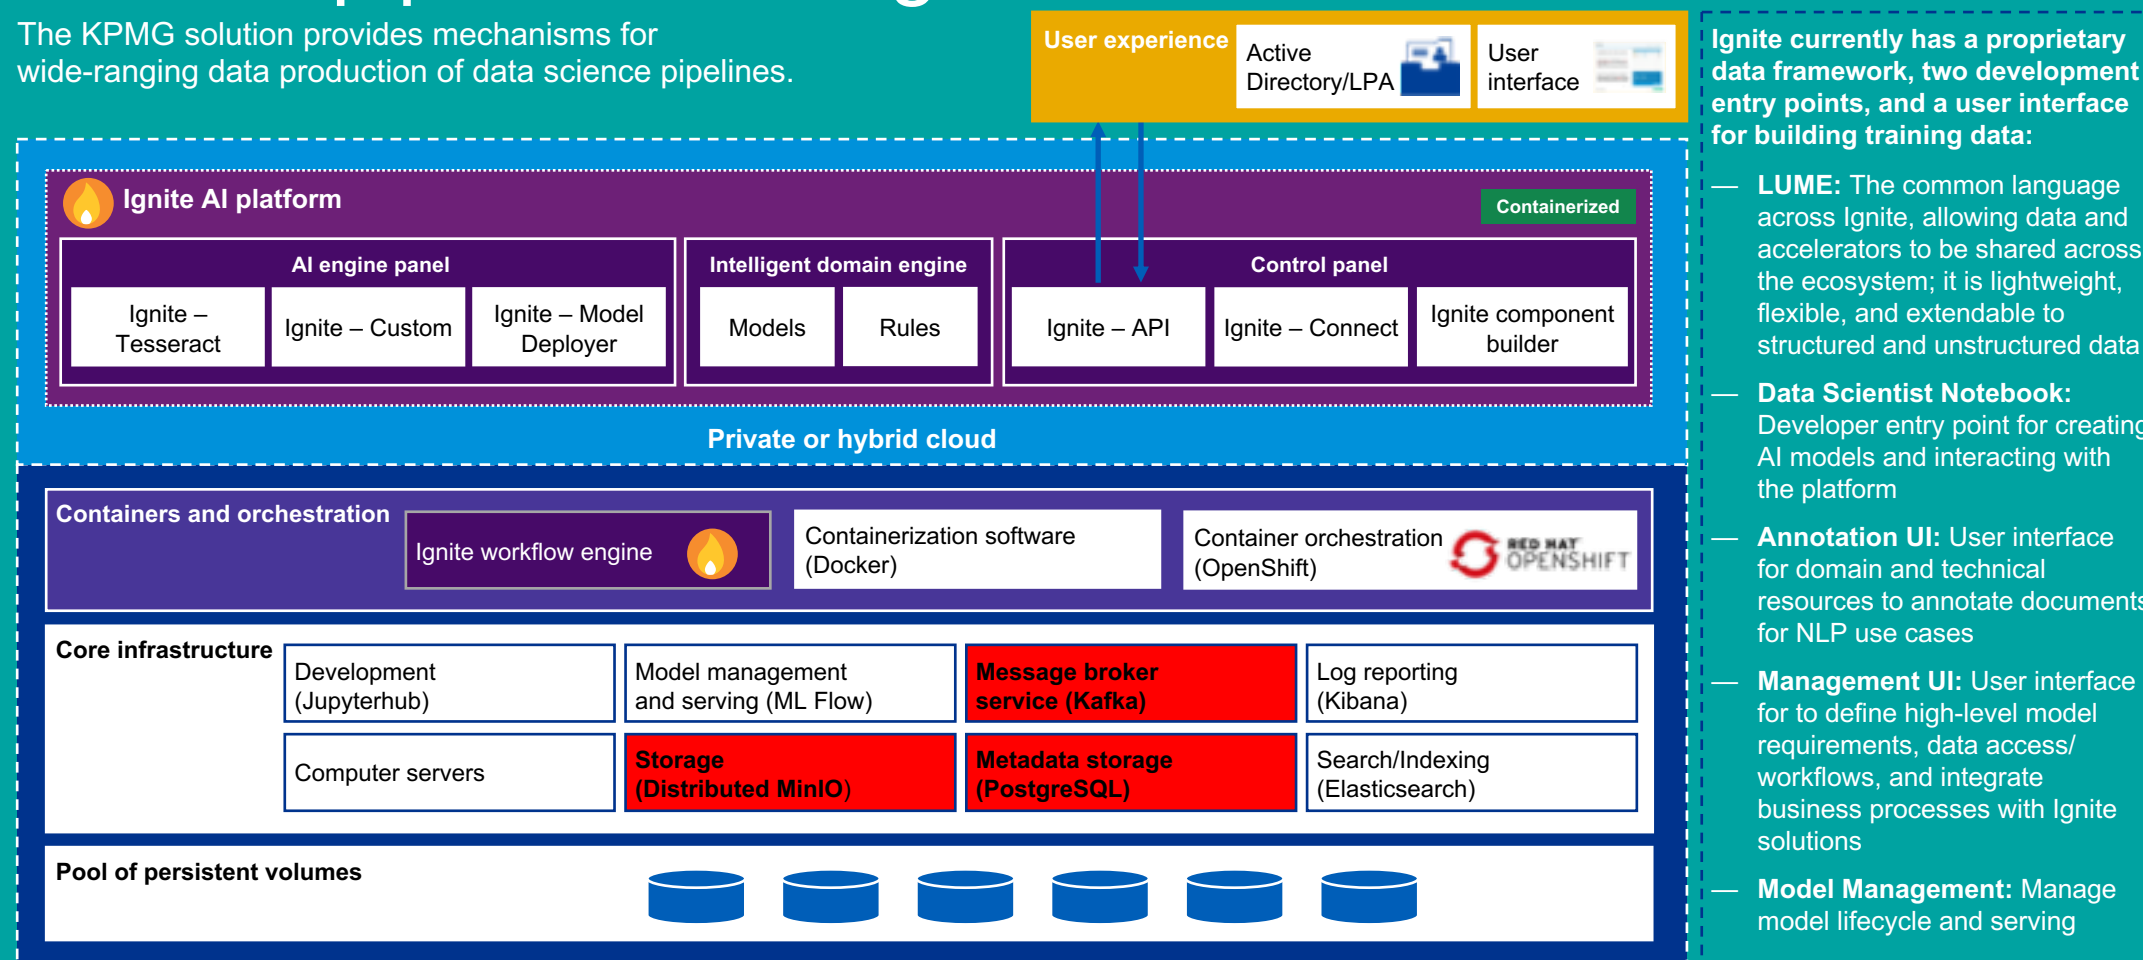 The KPMG solution provides mechanisms for
wide-ranging data production of data science pipelines.
User experience
Active
Directory/LPA
User
interface
Ignite AI platform
Containerized
AI engine panel
Ignite –
Tesseract
Ignite – Custom
Ignite – Model
Deployer
Intelligent domain engine
Models
Rules
Control panel
Ignite – API
Ignite – Connect
Ignite component
builder
Private or hybrid cloud
Containers and orchestration
Ignite workflow engine
Containerization software
(Docker)
Container orchestration
(OpenShift)
RED HAT
OPENSHIFT
Core infrastructure
Development
(Jupyterhub)
Model management
and serving (ML Flow)
Message broker
service (Kafka)
Log reporting
(Kibana)
Computer servers
Storage
(Distributed MinIO)
Metadata storage
(PostgreSQL)
Search/Indexing
(Elasticsearch)
Pool of persistent volumes
Ignite currently has a proprietary
data framework, two development
entry points, and a user interface
for building training data:
— LUME: The common language
across Ignite, allowing data and
accelerators to be shared across
the ecosystem; it is lightweight,
flexible, and extendable to
structured and unstructured data
— Data Scientist Notebook:
Developer entry point for creating
AI models and interacting with
the platform
— Annotation UI: User interface
for domain and technical
resources to annotate documents
for NLP use cases
— Management UI: User interface
for to define high-level model
requirements, data access/
workflows, and integrate
business processes with Ignite
solutions
— Model Management: Manage
model lifecycle and serving